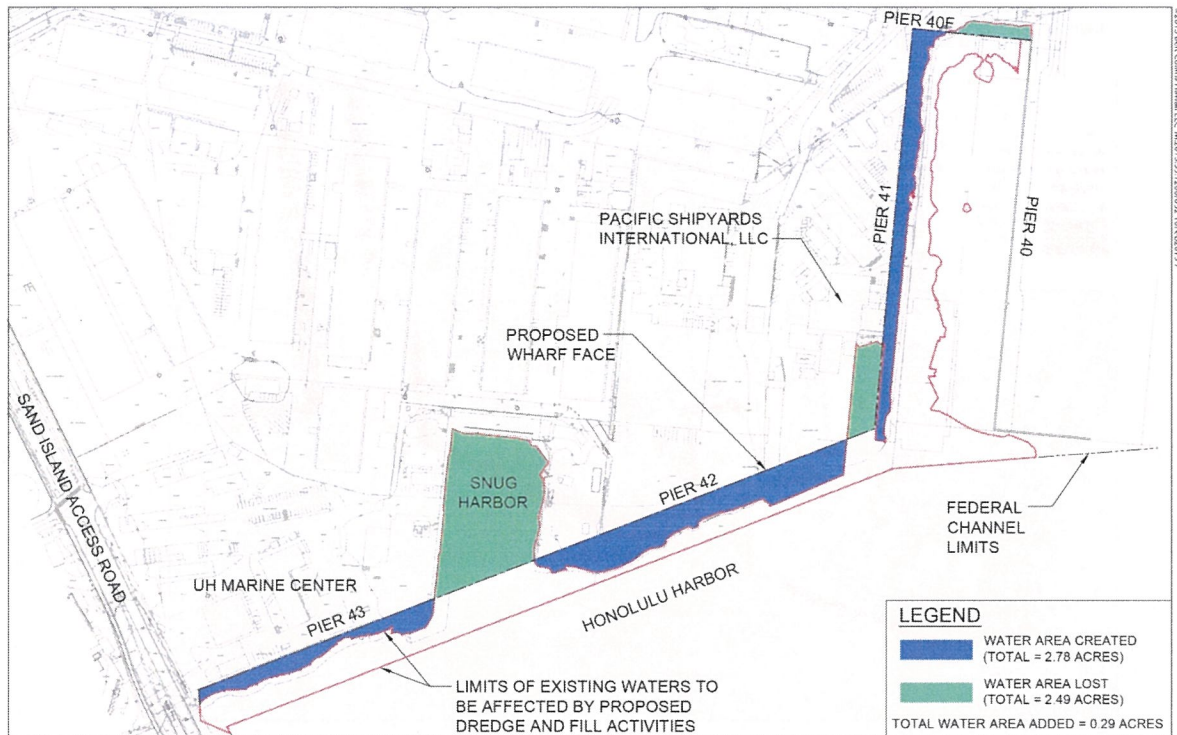 PIER 40F
PIER 41
PIER 40
PACIFIC SHIPYARDS
INTERNATIONAL, LLC
PROPOSED
WHARF FACE
SAND ISLAND ACCESS ROAD
SNUG
HARBOR
PIER 42
FEDERAL
CHANNEL
LIMITS
UH MARINE CENTER
HONOLULU HARBOR
PIER 43
LIMITS OF EXISTING WATERS TO
BE AFFECTED BY PROPOSED
DREDGE AND FILL ACTIVITIES
LEGEND
WATER AREA CREATED
(TOTAL = 2.78 ACRES)
WATER AREA LOST
(TOTAL = 2.49 ACRES)
TOTAL WATER AREA ADDED = 0.29 ACRES